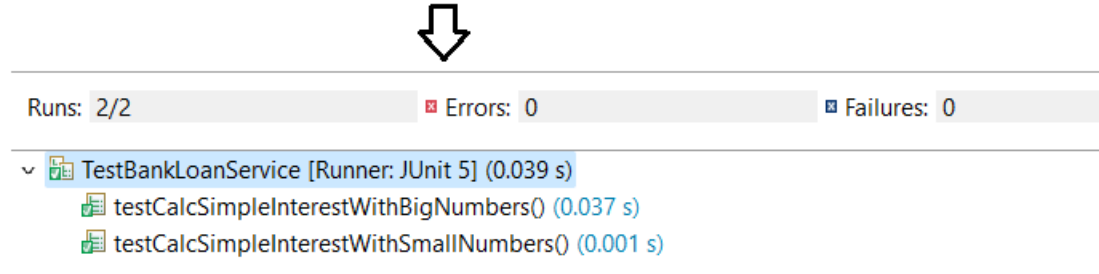 Runs: 2/2 Errors: 0 Failures: 0
TestBankLoanService [Runner: JUnit 5] (0.039 s)
testCalcSimpleInterestWithBigNumbers() (0.037 s)
testCalcSimpleInterestWithSmallNumbers() (0.001 s)